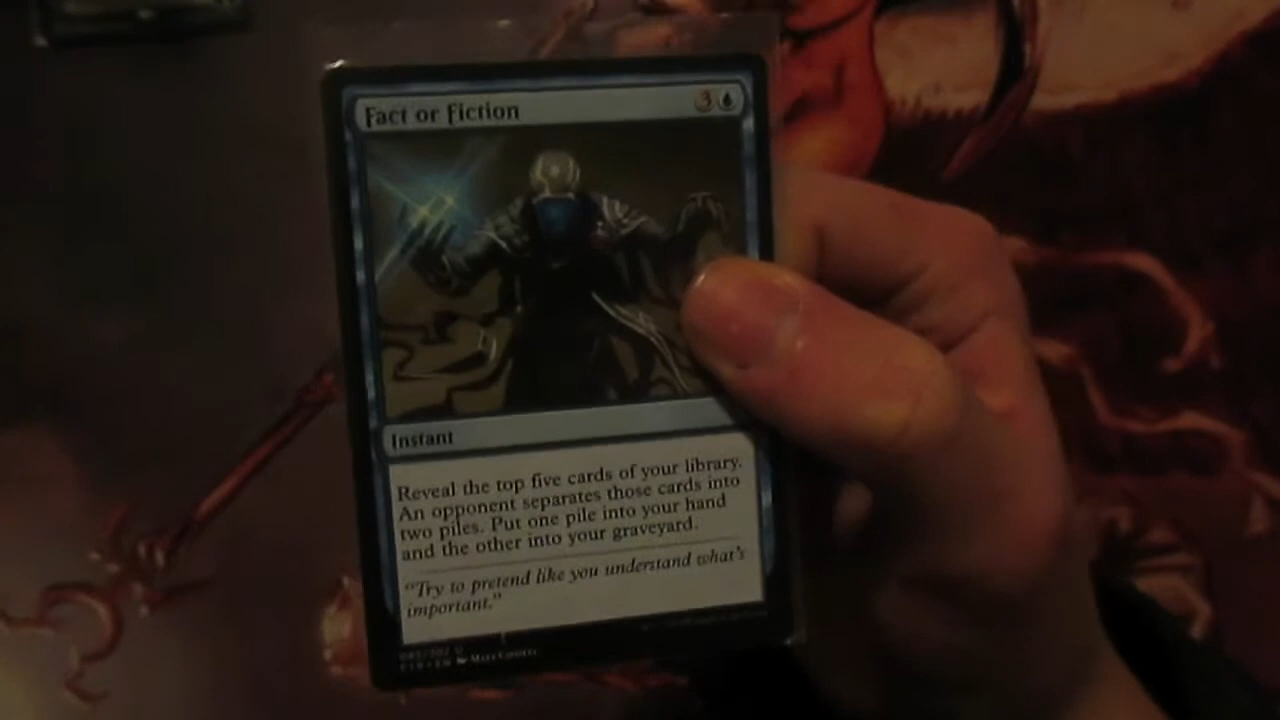 Fact or Fiction 3
Instant
Reveal the top five cards of your library.
An opponent separates those cards into
two piles. Put one pile into your hand
and the other into your graveyard.
"Try to pretend like you understand what's
important."